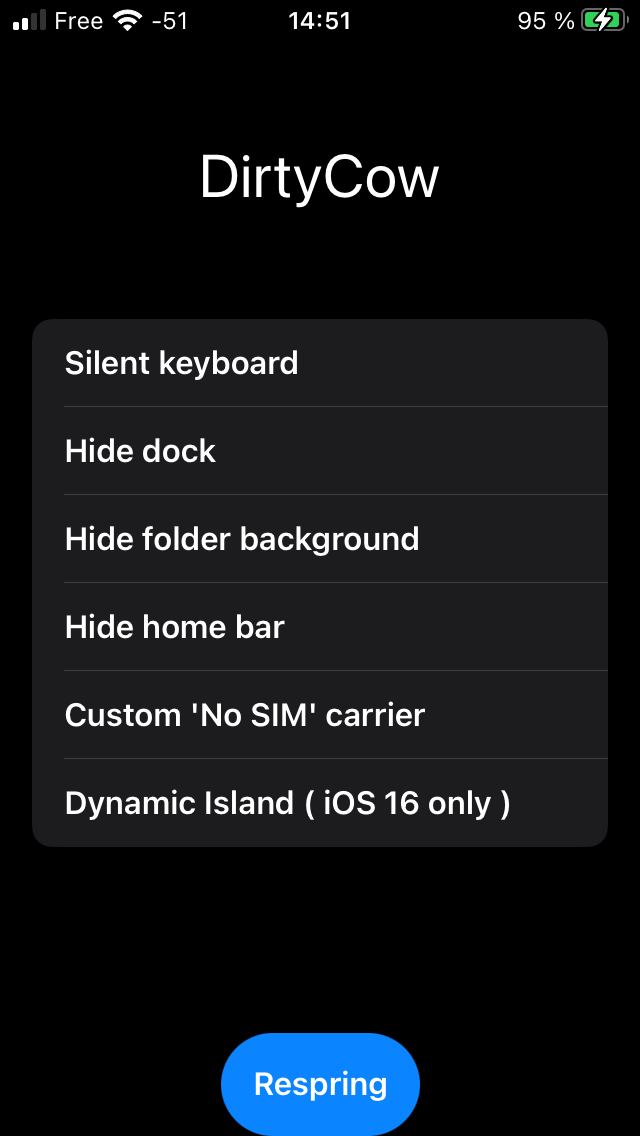 Free -51 14:51 95 %
DirtyCow
Silent keyboard
Hide dock
Hide folder background
Hide home bar
Custom 'No SIM' carrier
Dynamic Island ( iOS 16 only )
Respring